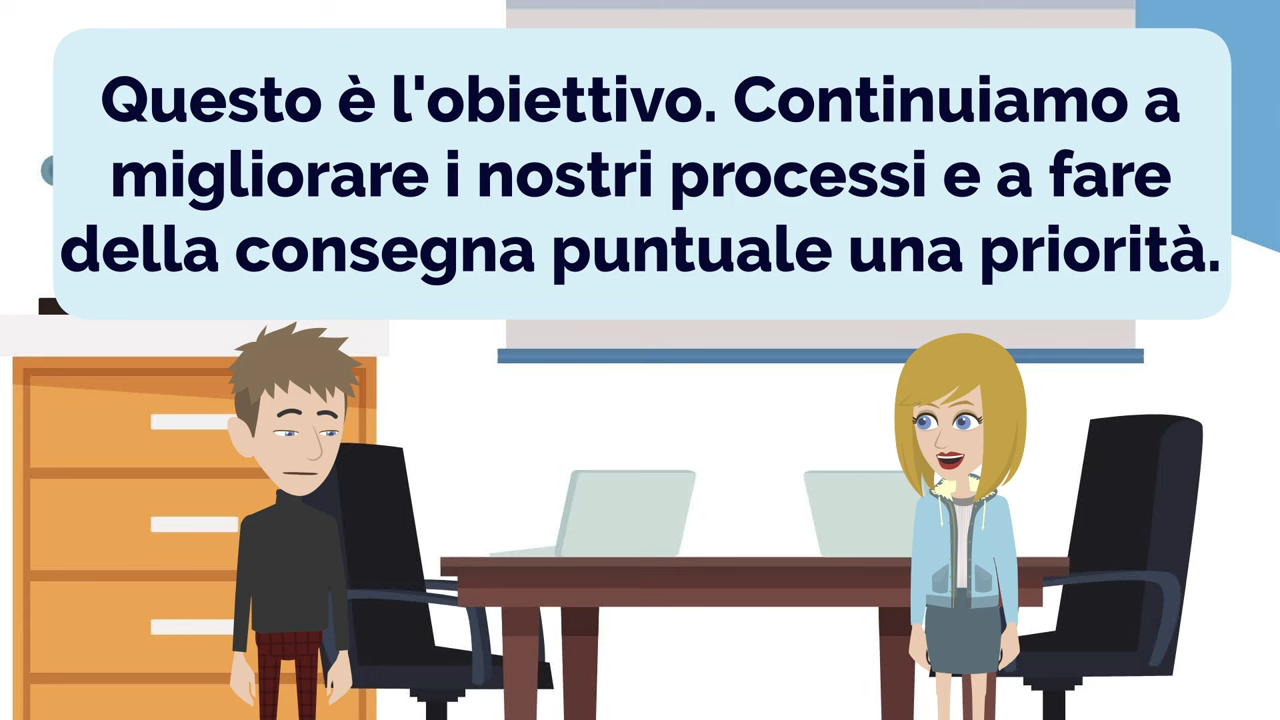 Questo è l'obiettivo. Continuiamo a
migliorare i nostri processi e a fare
della consegna puntuale una priorità.